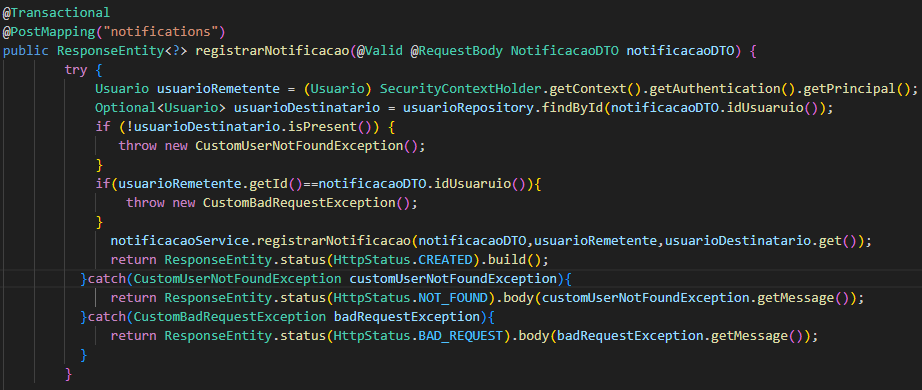 @Transactional
@PostMapping("notifications")
public ResponseEntity<?> registrarNotificacao(@Valid @RequestBody NotificacaoDTO notificacaoDTO) {
try {
Usuario usuarioRemetente = (Usuario) SecurityContextHolder.getContext().getAuthentication().getPrincipal();
Optional<Usuario> usuarioDestinatario = usuarioRepository.findById(notificacaoDTO.idUsuaruio());
if (!usuarioDestinatario.isPresent()) {
throw new CustomUserNotFoundException();
}
if(usuarioRemetente.getId()==notificacaoDTO.idUsuaruio()){
throw new CustomBadRequestException();
}
notificacaoService.registrarNotificacao(notificacaoDTO,usuarioRemetente,usuarioDestinatario.get());
return ResponseEntity.status(HttpStatus.CREATED).build();
}catch(CustomUserNotFoundException customUserNotFoundException){
return ResponseEntity.status(HttpStatus.NOT_FOUND).body(customUserNotFoundException.getMessage());
}catch(CustomBadRequestException badRequestException){
return ResponseEntity.status(HttpStatus.BAD_REQUEST).body(badRequestException.getMessage());
}
}